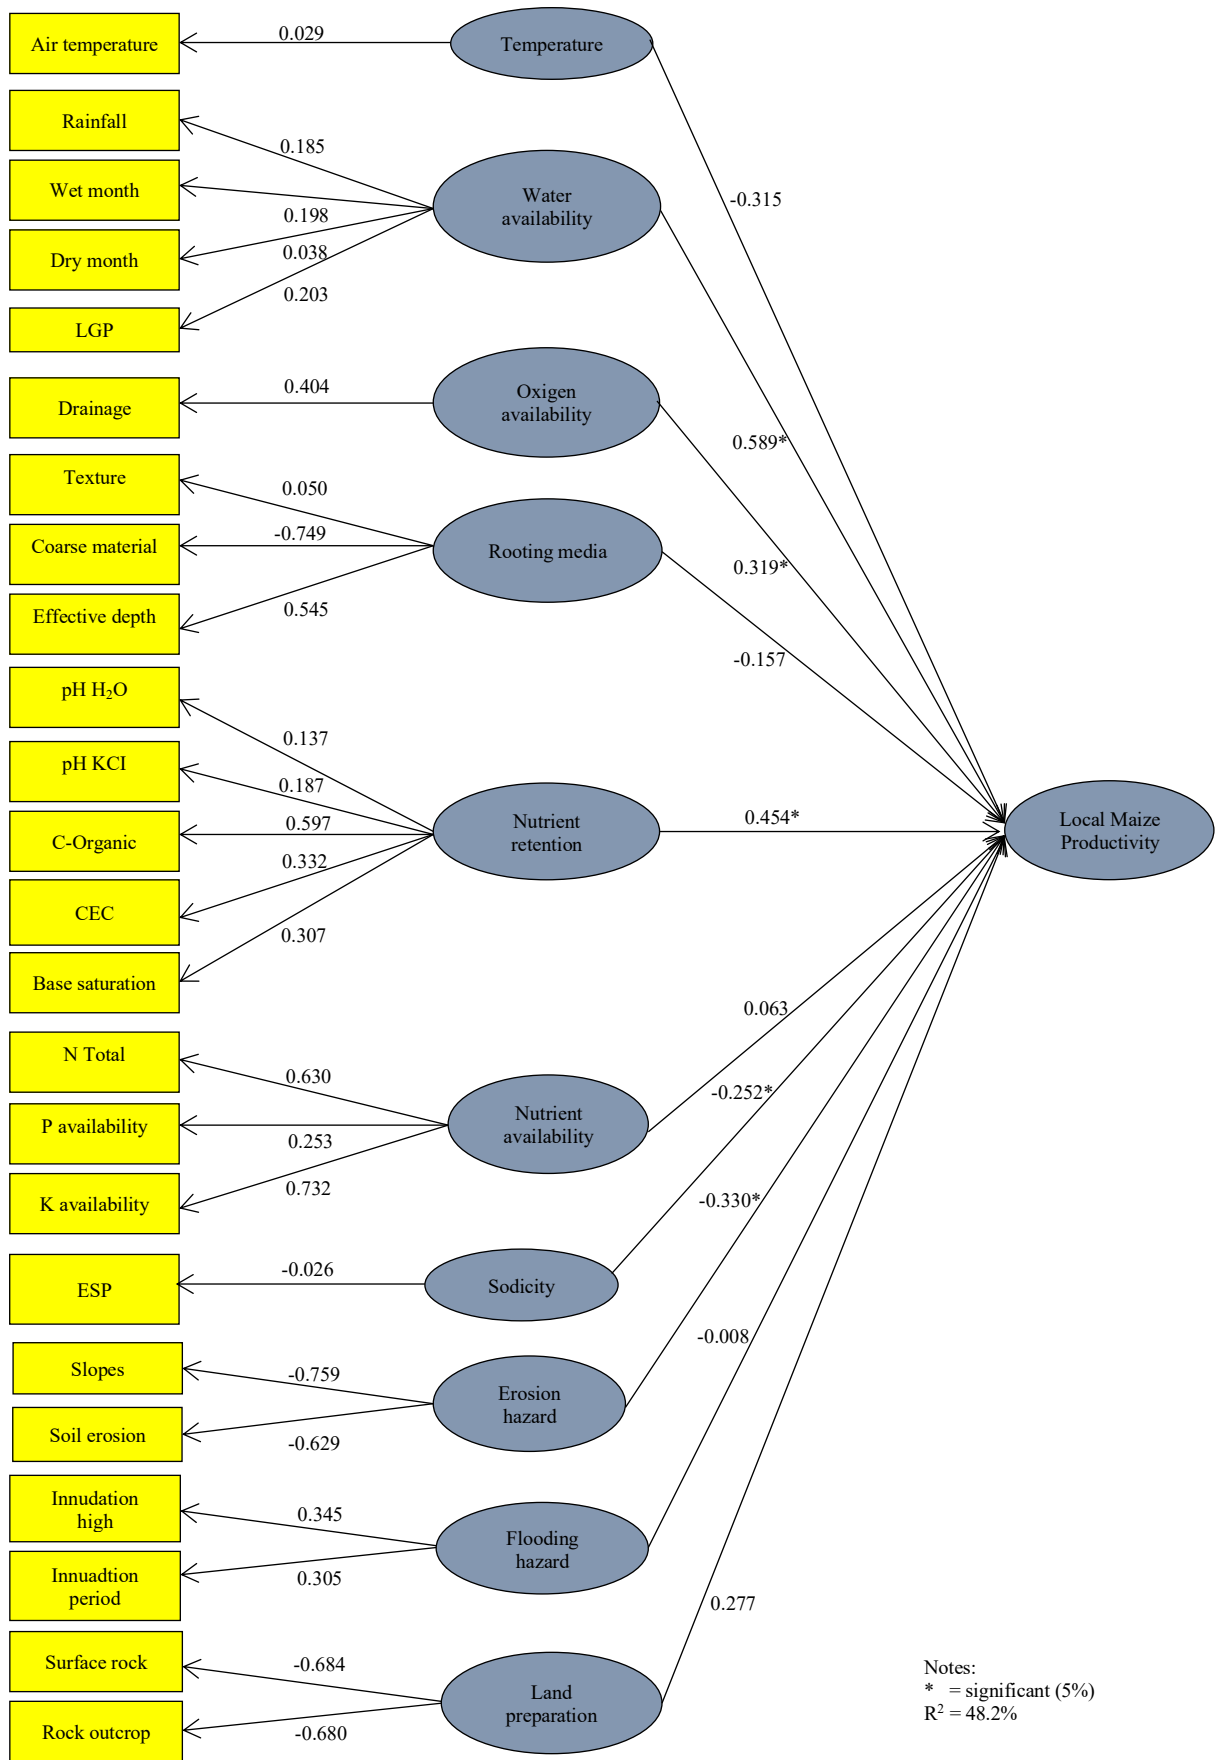 Air temperature
0.029
Temperature
Rainfall
0.185
Wet month
0.198
Dry month
0.038
LGP
0.203
Water
availability
-0.315
Drainage
0.404
Oxigen
availability
0.589*
Texture
0.050
Coarse material
-0.749
Effective depth
0.545
Rooting media
0.319*
-0.157
pH H₂O
0.137
pH KCI
0.187
C-Organic
0.597
CEC
0.332
Base saturation
0.307
Nutrient
retention
0.454*
Local Maize
Productivity
N Total
0.630
P availability
0.253
K availability
0.732
Nutrient
availability
0.063
-0.252*
ESP
-0.026
Sodicity
-0.330*
Slopes
-0.759
Soil erosion
-0.629
Erosion
hazard
-0.008
Innudation
high
0.345
Innuadtion
period
0.305
Flooding
hazard
0.277
Surface rock
-0.684
Rock outcrop
-0.680
Land
preparation
Notes:
* = significant (5%)
R² = 48.2%